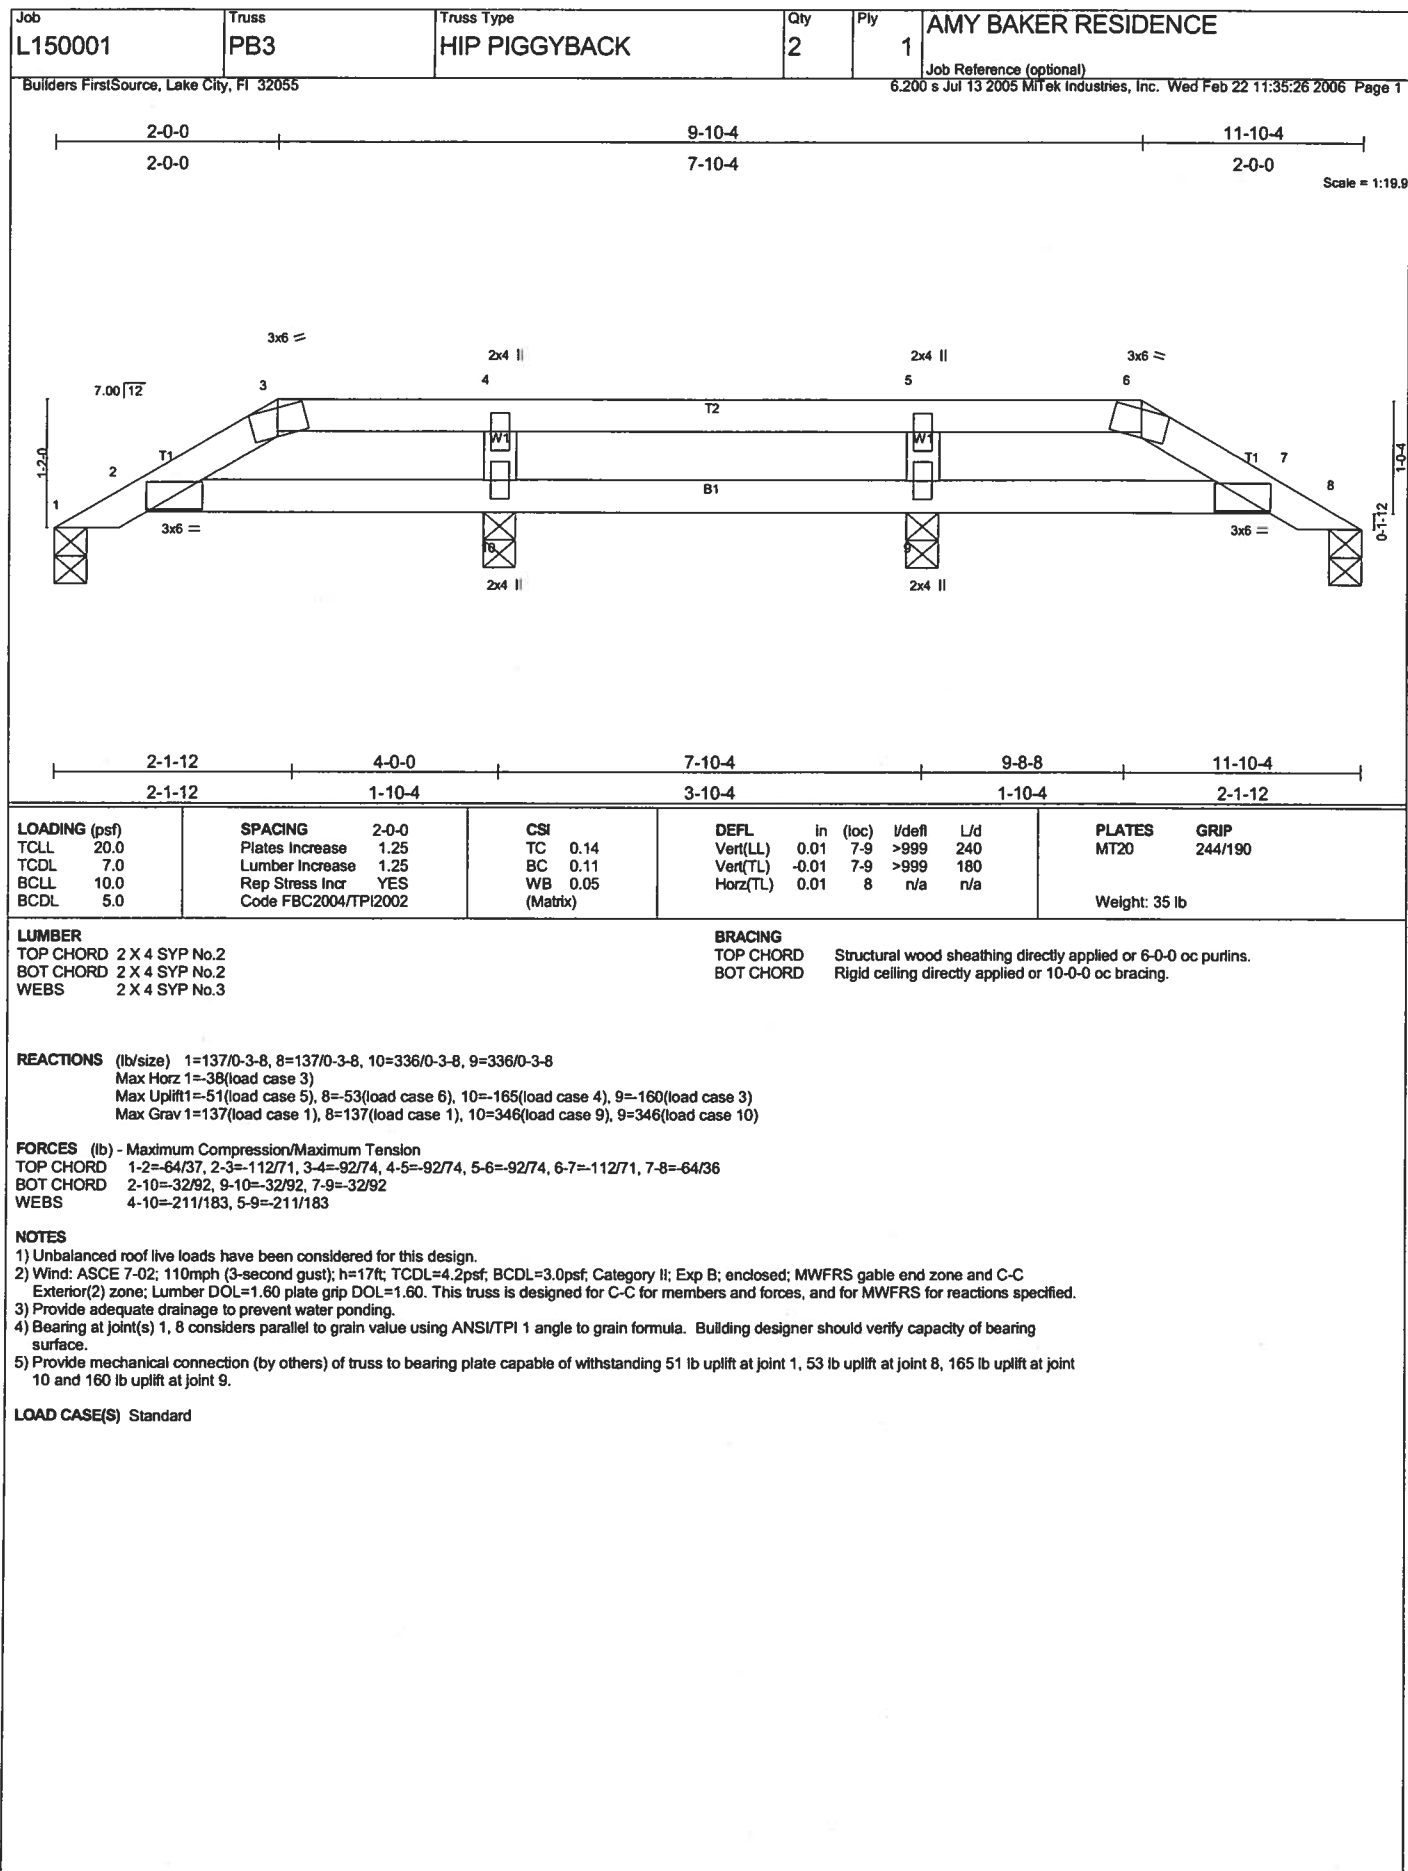 Job Truss Truss Type Qty Ply AMY BAKER RESIDENCE
L150001 PB3 HIP PIGGYBACK 2 1
Job Reference (optional)
Builders FirstSource, Lake City, Fl 32055 6.200 s Jul 13 2005 MiTek Industries, Inc. Wed Feb 22 11:35:26 2006 Page 1
2-0-0 9-10-4 11-10-4
2-0-0 7-10-4 2-0-0
Scale = 1:19.9
3x6 =
2x4 || 2x4 || 3x6 =
7.00 12 3 4 5 6
T2
W1 W1
1-2-0 T1 T1 7 1-0-4
2
8
1 B1
3x6 = 3x6 = 0-1-12
10 9
2x4 || 2x4 ||
2-1-12 4-0-0 7-10-4 9-8-8 11-10-4
2-1-12 1-10-4 3-10-4 1-10-4 2-1-12
LOADING (psf) SPACING 2-0-0 CSI DEFL in (loc) l/defl L/d PLATES GRIP
TCLL 20.0 Plates Increase 1.25 TC 0.14 Vert(LL) 0.01 7-9 >999 240 MT20 244/190
TCDL 7.0 Lumber Increase 1.25 BC 0.11 Vert(TL) -0.01 7-9 >999 180
BCLL 10.0 Rep Stress Incr YES WB 0.05 Horz(TL) 0.01 8 n/a n/a
BCDL 5.0 Code FBC2004/TPI2002 (Matrix) Weight: 35 lb
LUMBER BRACING
TOP CHORD 2 X 4 SYP No.2 TOP CHORD Structural wood sheathing directly applied or 6-0-0 oc purlins.
BOT CHORD 2 X 4 SYP No.2 BOT CHORD Rigid ceiling directly applied or 10-0-0 oc bracing.
WEBS 2 X 4 SYP No.3
REACTIONS (lb/size) 1=137/0-3-8, 8=137/0-3-8, 10=336/0-3-8, 9=336/0-3-8
Max Horz 1=-38(load case 3)
Max Uplift1=-51(load case 5), 8=-53(load case 6), 10=-165(load case 4), 9=-160(load case 3)
Max Grav 1=137(load case 1), 8=137(load case 1), 10=346(load case 9), 9=346(load case 10)
FORCES (lb) - Maximum Compression/Maximum Tension
TOP CHORD 1-2=-64/37, 2-3=-112/71, 3-4=-92/74, 4-5=-92/74, 5-6=-92/74, 6-7=-112/71, 7-8=-64/36
BOT CHORD 2-10=-32/92, 9-10=-32/92, 7-9=-32/92
WEBS 4-10=-211/183, 5-9=-211/183
NOTES
1) Unbalanced roof live loads have been considered for this design.
2) Wind: ASCE 7-02; 110mph (3-second gust); h=17ft; TCDL=4.2psf; BCDL=3.0psf; Category II; Exp B; enclosed; MWFRS gable end zone and C-C
Exterior(2) zone; Lumber DOL=1.60 plate grip DOL=1.60. This truss is designed for C-C for members and forces, and for MWFRS for reactions specified.
3) Provide adequate drainage to prevent water ponding.
4) Bearing at joint(s) 1, 8 considers parallel to grain value using ANSI/TPI 1 angle to grain formula. Building designer should verify capacity of bearing
surface.
5) Provide mechanical connection (by others) of truss to bearing plate capable of withstanding 51 lb uplift at joint 1, 53 lb uplift at joint 8, 165 lb uplift at joint
10 and 160 lb uplift at joint 9.
LOAD CASE(S) Standard